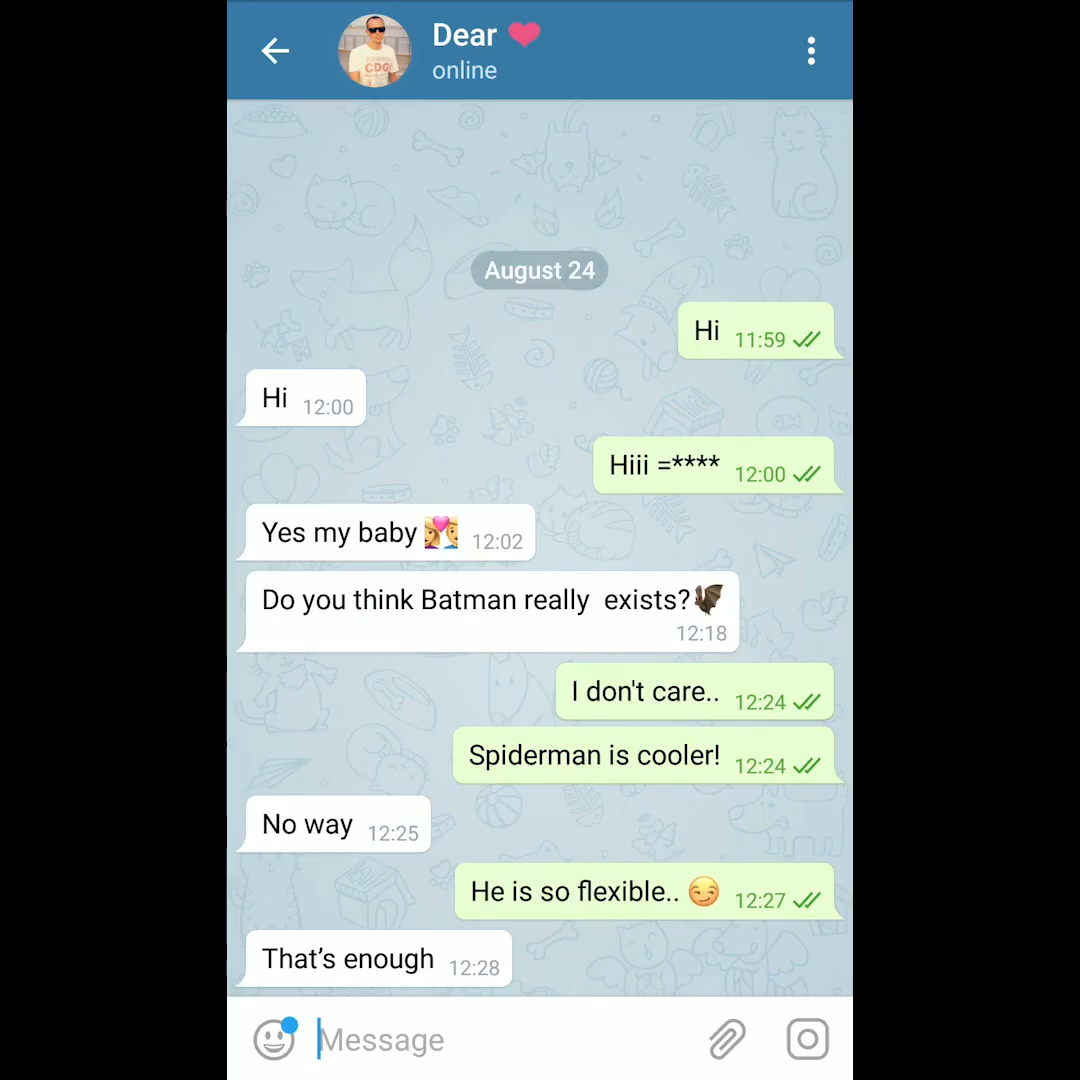 Dear ❤️
online
CDG
August 24
Hi 11:59
Hi 12:00
Hiii =**** 12:00
Yes my baby 👩‍❤️‍👨 12:02
Do you think Batman really  exists?🦇
12:18
I don't care.. 12:24
Spiderman is cooler! 12:24
No way 12:25
He is so flexible.. 😏 12:27
That’s enough 12:28
Message